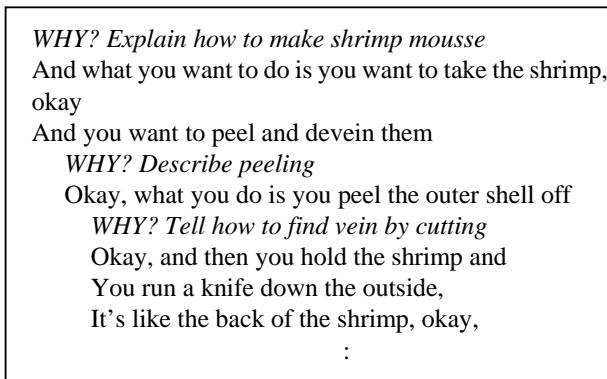 WHY? Explain how to make shrimp mousse
And what you want to do is you want to take the shrimp,
okay
And you want to peel and devein them
WHY? Describe peeling
Okay, what you do is you peel the outer shell off
WHY? Tell how to find vein by cutting
Okay, and then you hold the shrimp and
You run a knife down the outside,
It's like the back of the shrimp, okay,
: